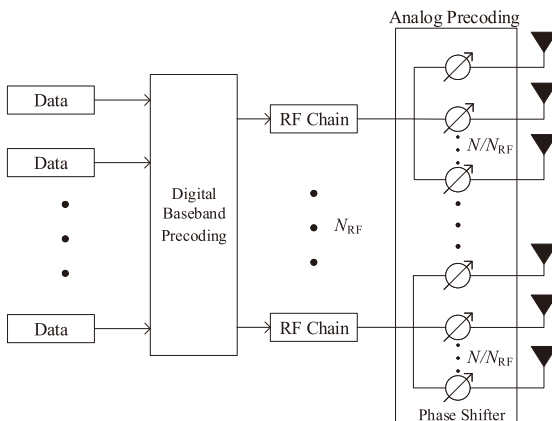 Analog Precoding
Data
RF Chain
N/N_RF
Data
Digital
Baseband
Precoding
N_RF
Data
RF Chain
N/N_RF
Phase Shifter